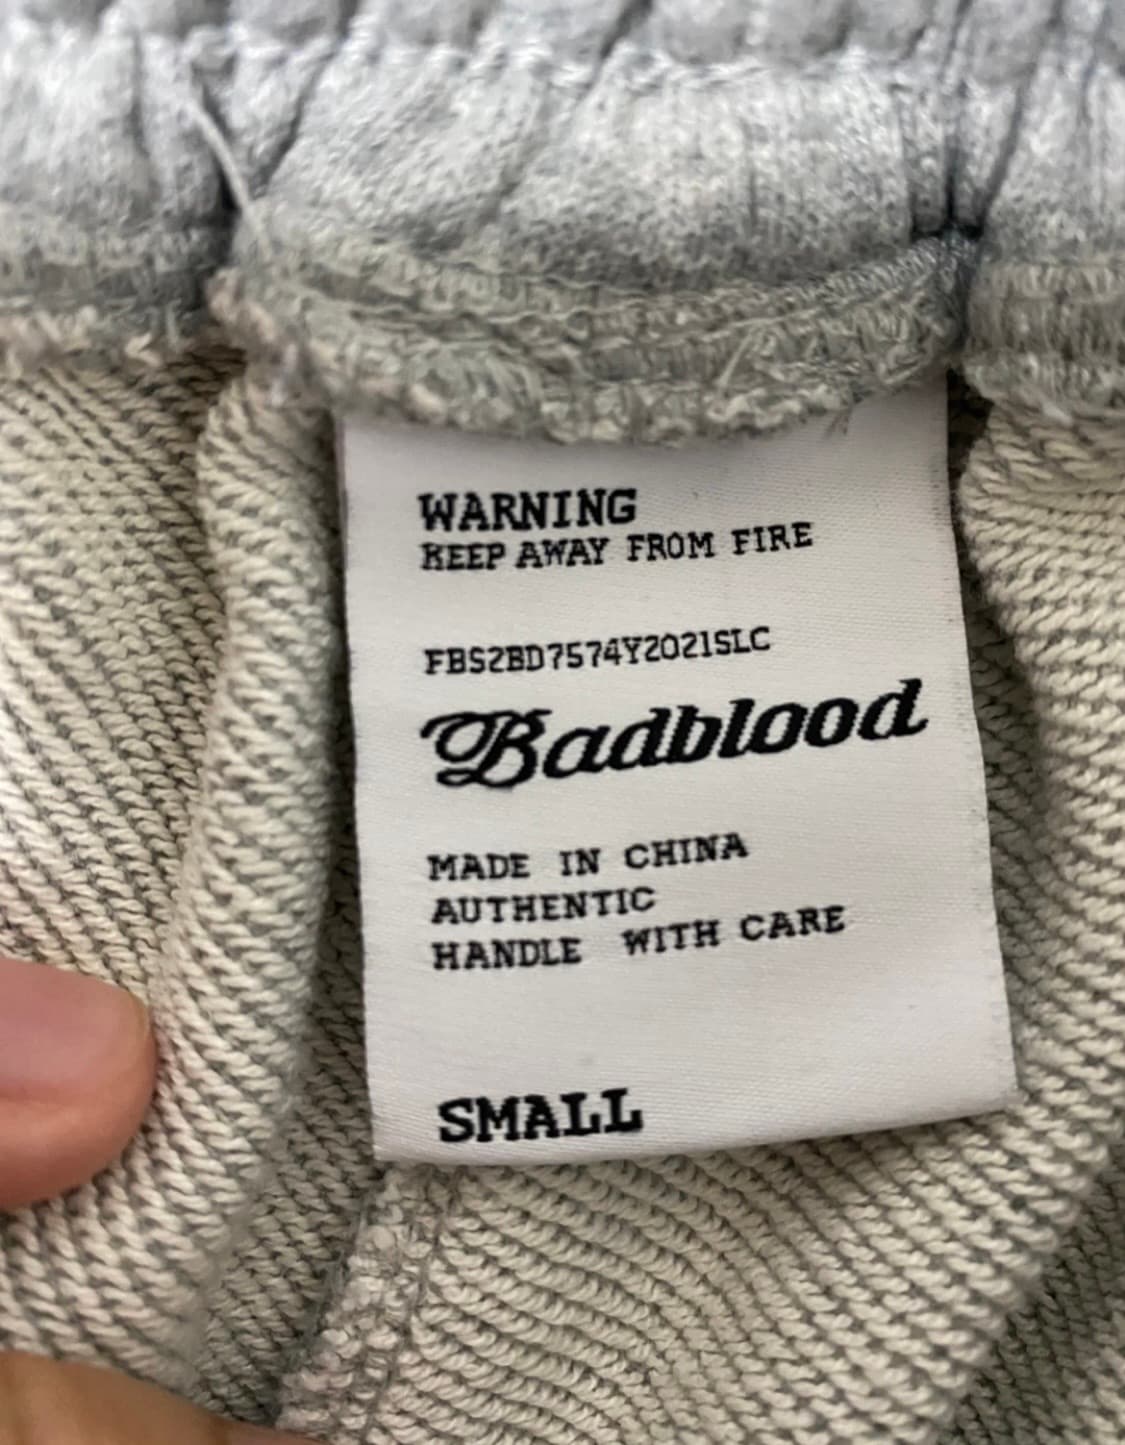 WARNING
KEEP AWAY FROM FIRE
FBS2BD7574Y2021SLC
Badblood
MADE IN CHINA
AUTHENTIC
HANDLE WITH CARE
SMALL